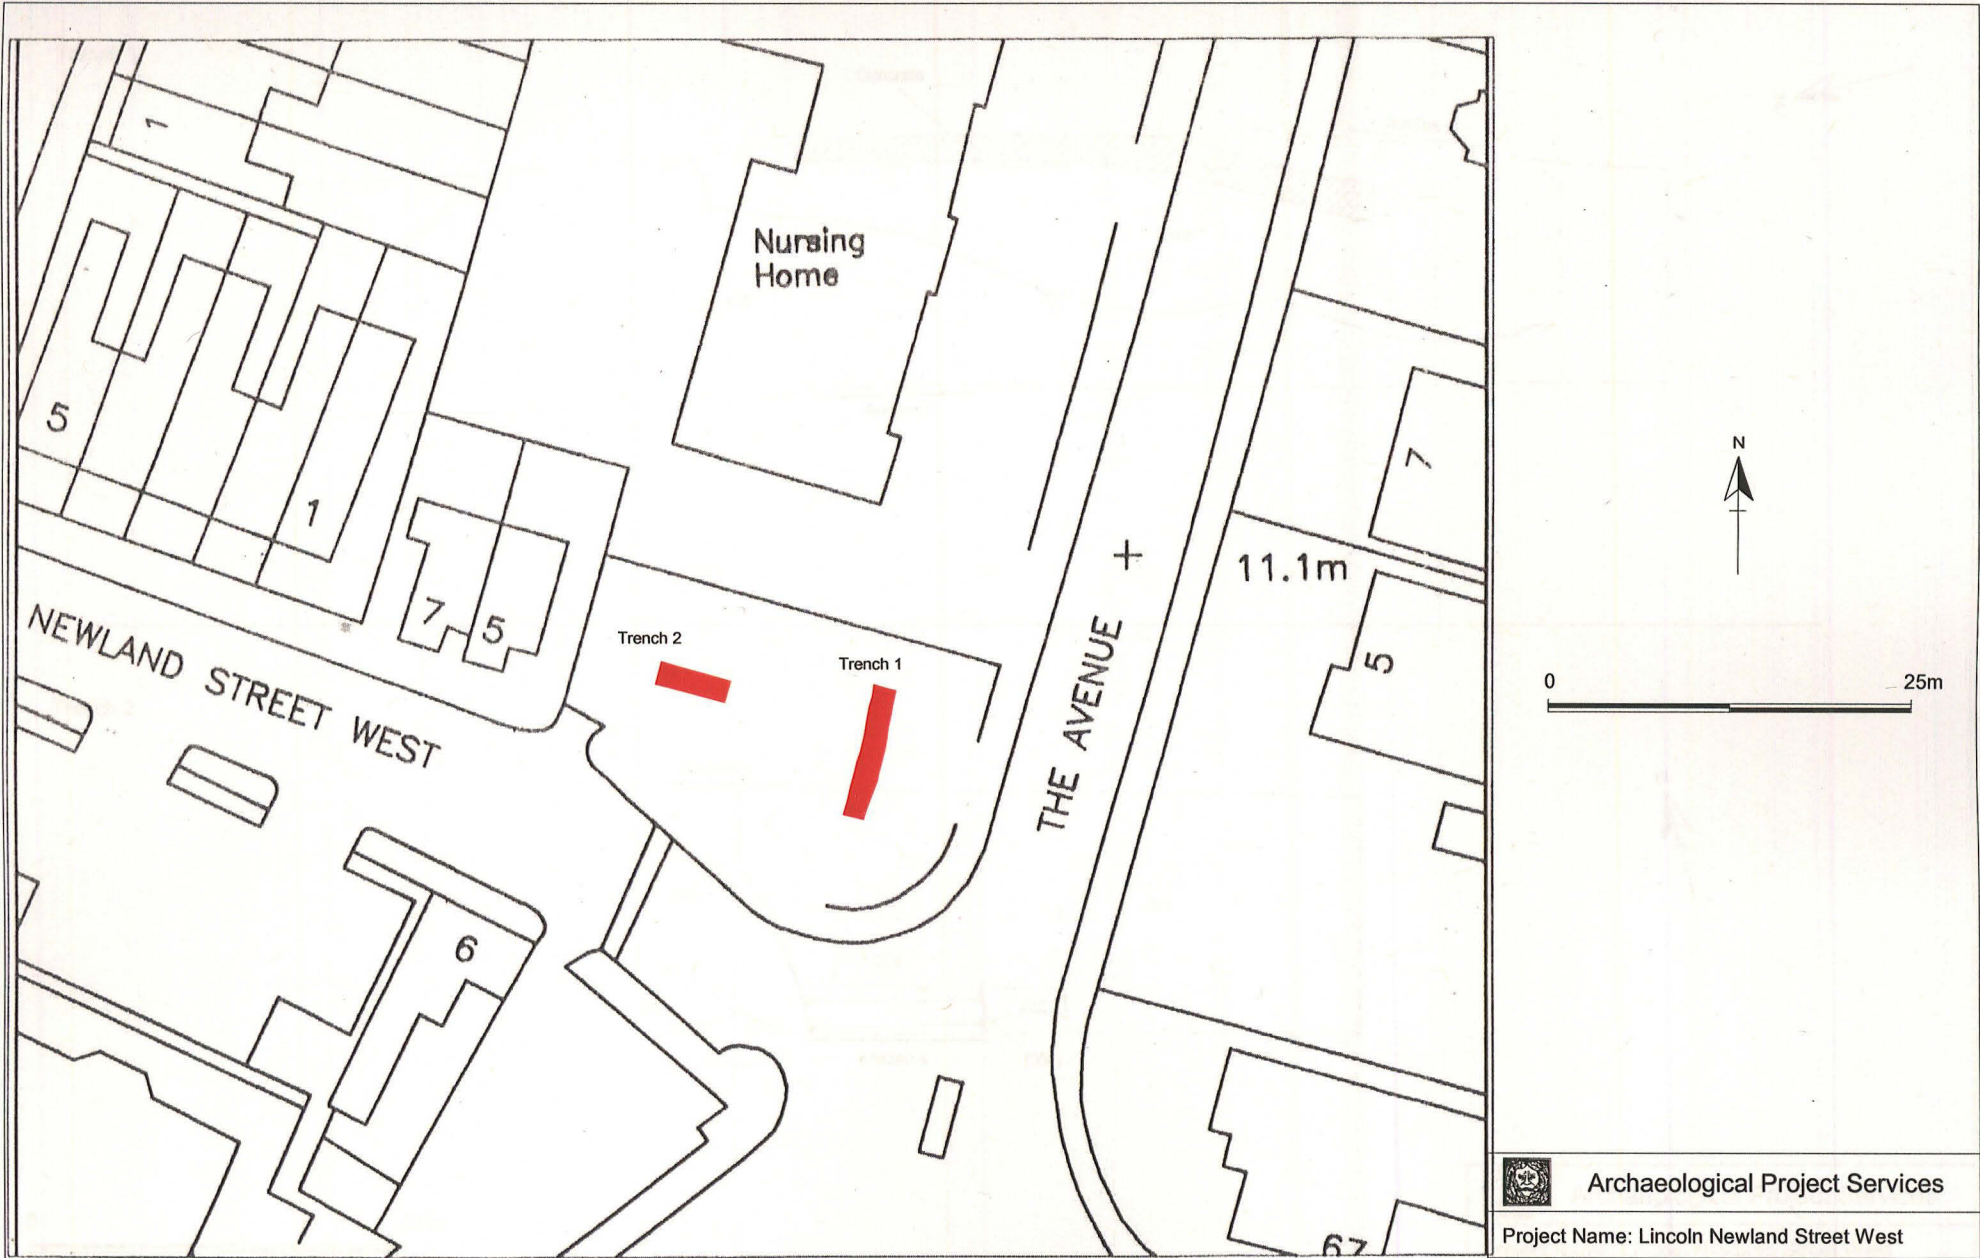 1
Nursing
Home
5
1
7
7
5
11.1m
5
Trench 2
Trench 1
NEWLAND STREET WEST
THE AVENUE
6
67
N
0 25m
Archaeological Project Services
Project Name: Lincoln Newland Street West